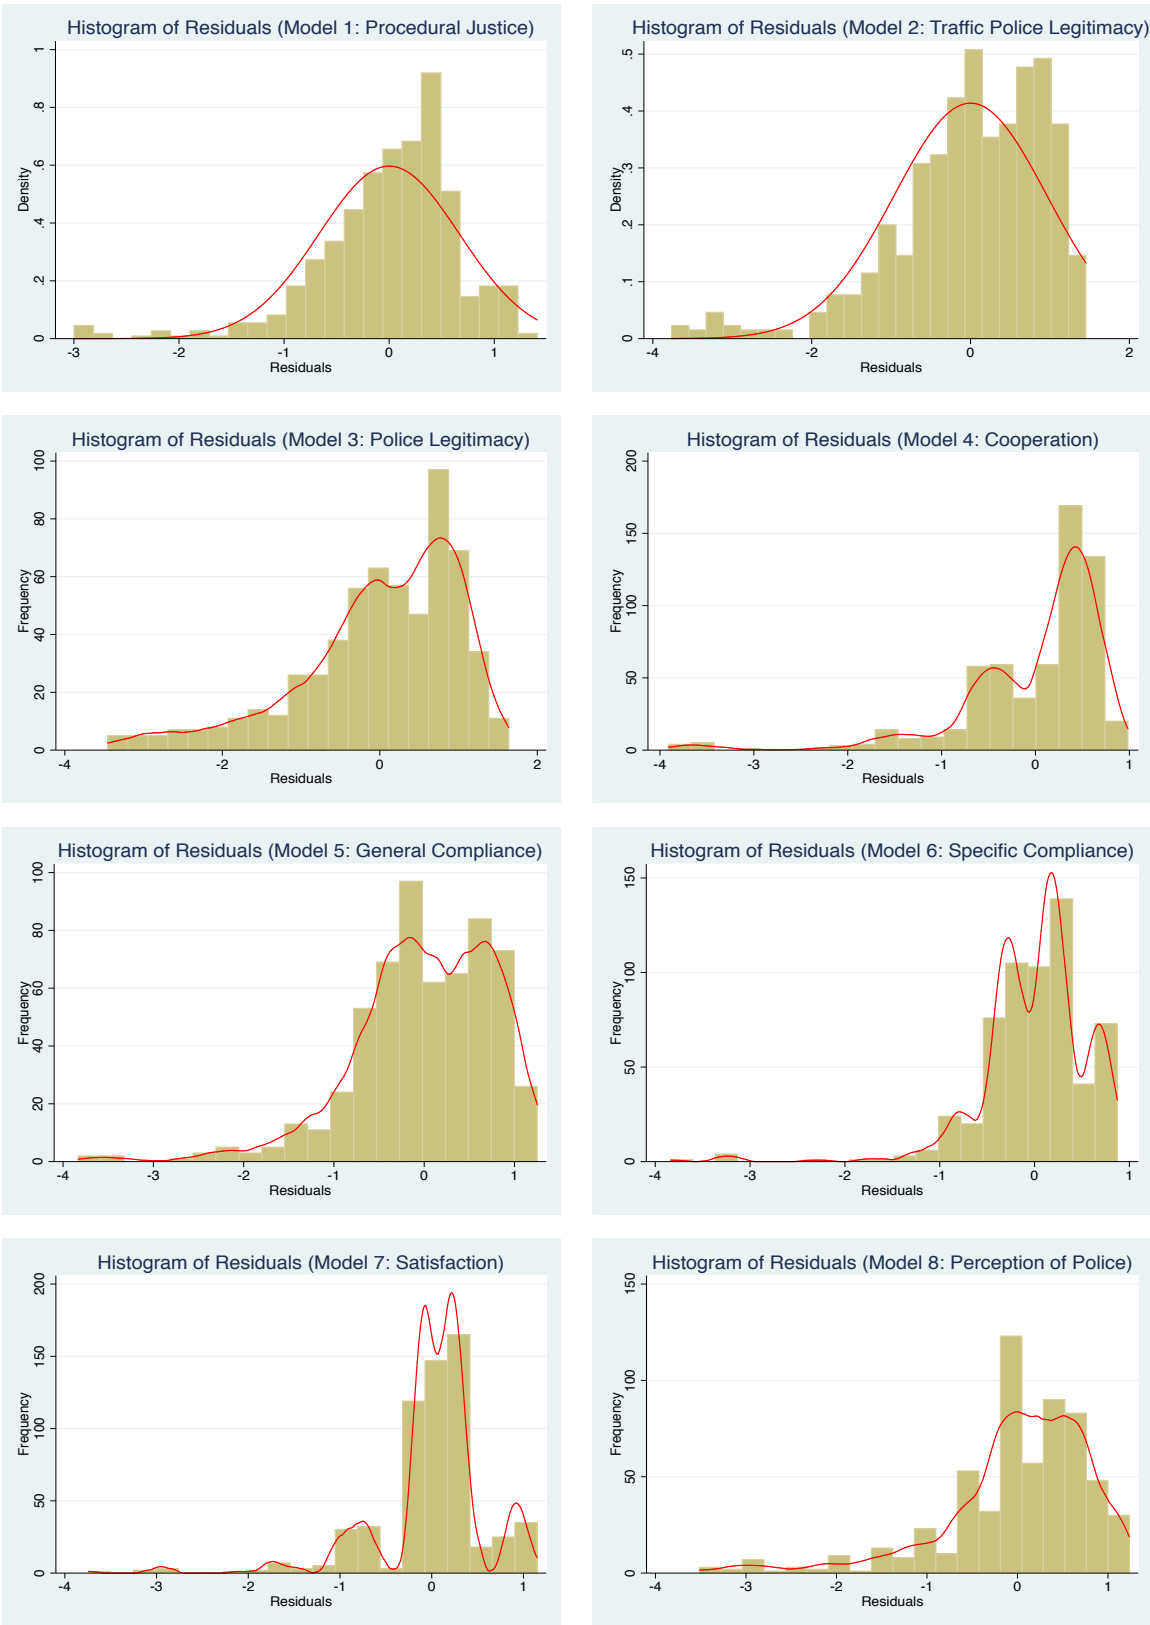 Histogram of Residuals (Model 1: Procedural Justice)
Density
0 .2 .4 .6 .8 1
-3 -2 -1 0 1
Residuals
Histogram of Residuals (Model 2: Traffic Police Legitimacy)
Density
0 .1 .2 .3 .4 .5
-4 -2 0 2
Residuals
Histogram of Residuals (Model 3: Police Legitimacy)
Frequency
0 20 40 60 80 100
-4 -2 0 2
Residuals
Histogram of Residuals (Model 4: Cooperation)
Frequency
0 50 100 150 200
-4 -3 -2 -1 0 1
Residuals
Histogram of Residuals (Model 5: General Compliance)
Frequency
0 20 40 60 80 100
-4 -3 -2 -1 0 1
Residuals
Histogram of Residuals (Model 6: Specific Compliance)
Frequency
0 50 100 150
-4 -3 -2 -1 0 1
Residuals
Histogram of Residuals (Model 7: Satisfaction)
Frequency
0 50 100 150 200
-4 -3 -2 -1 0 1
Residuals
Histogram of Residuals (Model 8: Perception of Police)
Frequency
0 50 100 150
-4 -3 -2 -1 0 1
Residuals